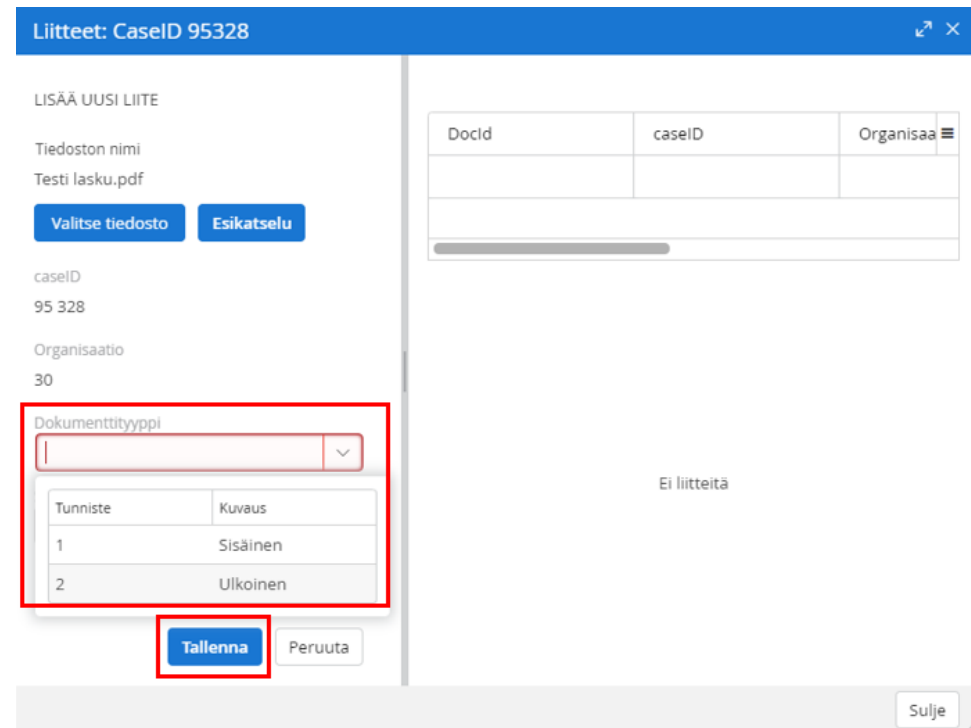 Liitteet: CaseID 95328
LISÄÄ UUSI LIITE
Tiedoston nimi
Testi lasku.pdf
Valitse tiedosto Esikatselu
caseID
95 328
Organisaatio
30
Dokumenttityyppi
Tunniste Kuvaus
1 Sisäinen
2 Ulkoinen
Tallenna Peruuta
DocId caseID Organisaa
Ei liitteitä
Sulje